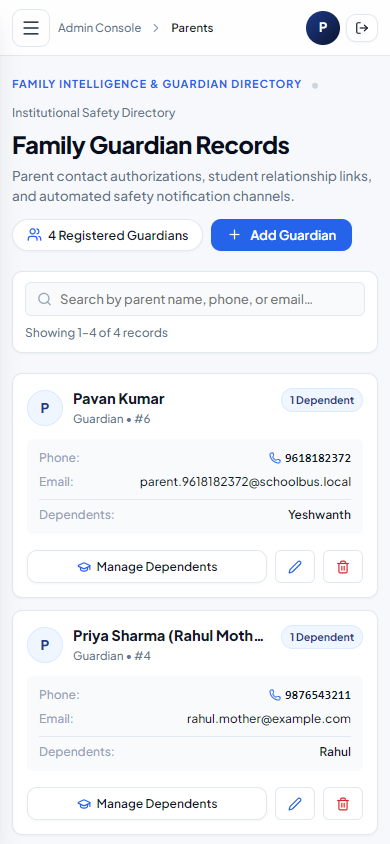 Admin Console > Parents
P
FAMILY INTELLIGENCE & GUARDIAN DIRECTORY
Institutional Safety Directory
Family Guardian Records
Parent contact authorizations, student relationship links,
and automated safety notification channels.
4 Registered Guardians
+ Add Guardian
Search by parent name, phone, or email...
Showing 1–4 of 4 records
P
Pavan Kumar
1 Dependent
Guardian • #6
Phone: 9618182372
Email: parent.9618182372@schoolbus.local
Dependents: Yeshwanth
Manage Dependents
P
Priya Sharma (Rahul Moth...
1 Dependent
Guardian • #4
Phone: 9876543211
Email: rahul.mother@example.com
Dependents: Rahul
Manage Dependents